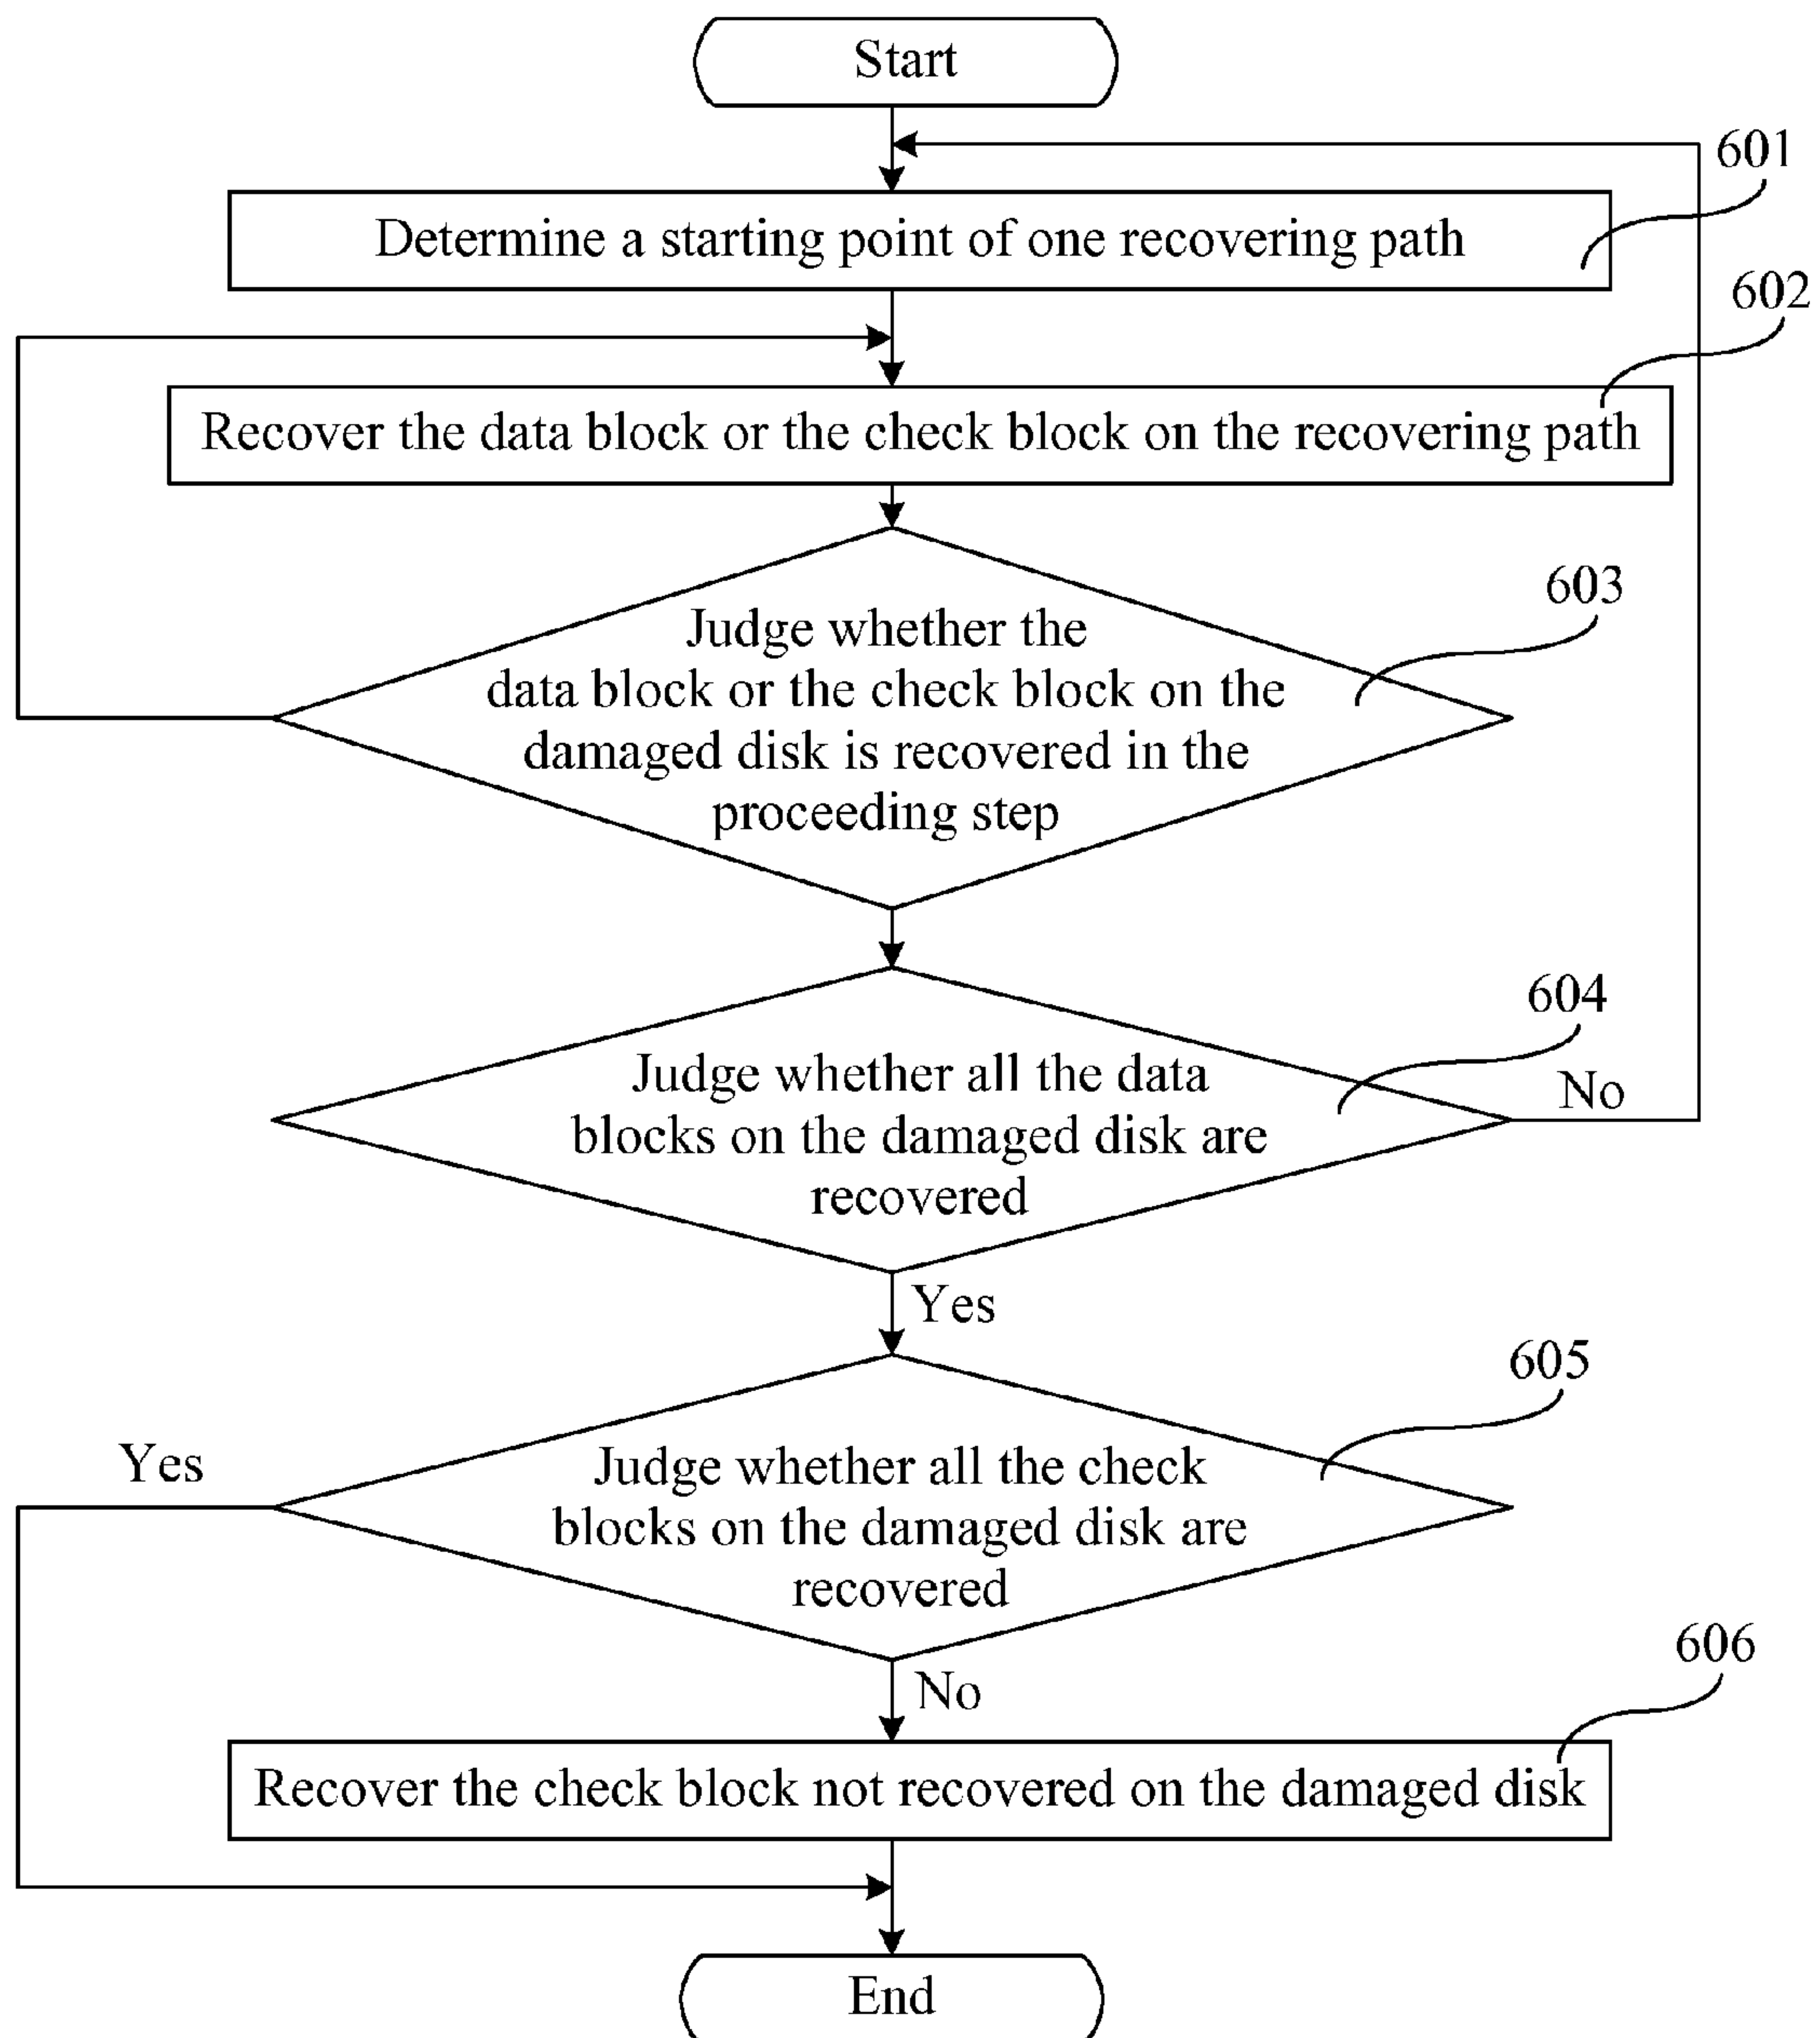 Start
601
Determine a starting point of one recovering path
602
Recover the data block or the check block on the recovering path
603
Judge whether the
data block or the check block on the
damaged disk is recovered in the
proceeding step
604
Judge whether all the data
blocks on the damaged disk are
recovered
No
Yes
605
Yes
Judge whether all the check
blocks on the damaged disk are
recovered
606
No
Recover the check block not recovered on the damaged disk
End